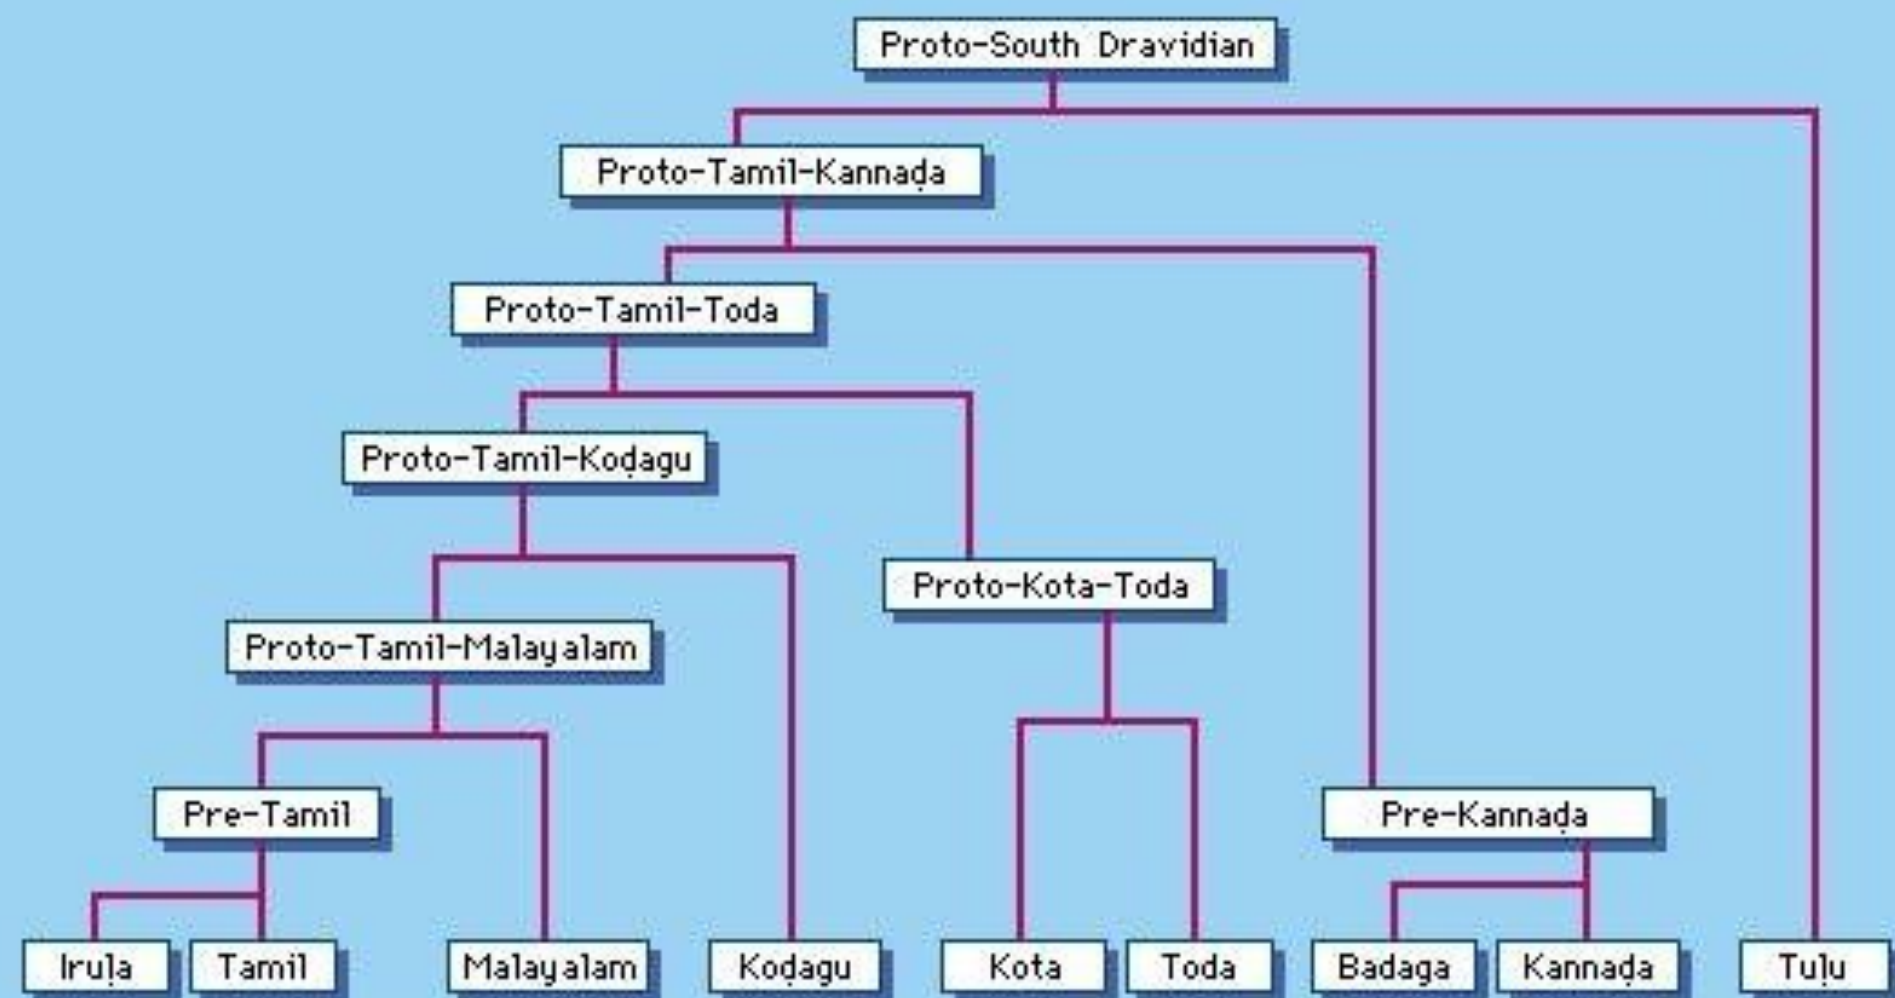 Proto-South Dravidian
Proto-Tamil-Kannaḍa
Proto-Tamil-Toda
Proto-Tamil-Koḍagu
Proto-Kota-Toda
Proto-Tamil-Malayalam
Pre-Tamil
Pre-Kannaḍa
Iruḷa
Tamil
Malayalam
Koḍagu
Kota
Toda
Badaga
Kannaḍa
Tuḷu